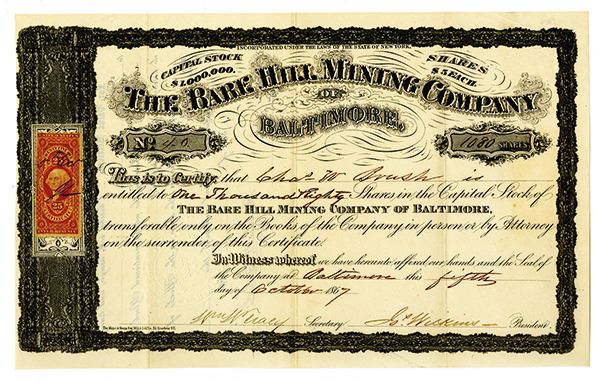 INCORPORATED UNDER THE LAWS OF THE STATE OF NEW YORK.
CAPITAL STOCK
$1,000,000.
SHARES
$5 EACH.
THE BARE HILL MINING COMPANY
OF
BALTIMORE,
No. 40
1080 SHARES
This is to Certify, that Chas W Brush is
entitled to One Thousand Eighty Shares in the Capital Stock of
THE BARE HILL MINING COMPANY OF BALTIMORE,
transferable only on the Books of the Company in person or by Attorney
on the surrender of this Certificate.
In Witness whereof we have hereunto affixed our hands and the Seal of
the Company at Baltimore this fifth
day of October 1867
Secretary
Jos Wilkins President.
25